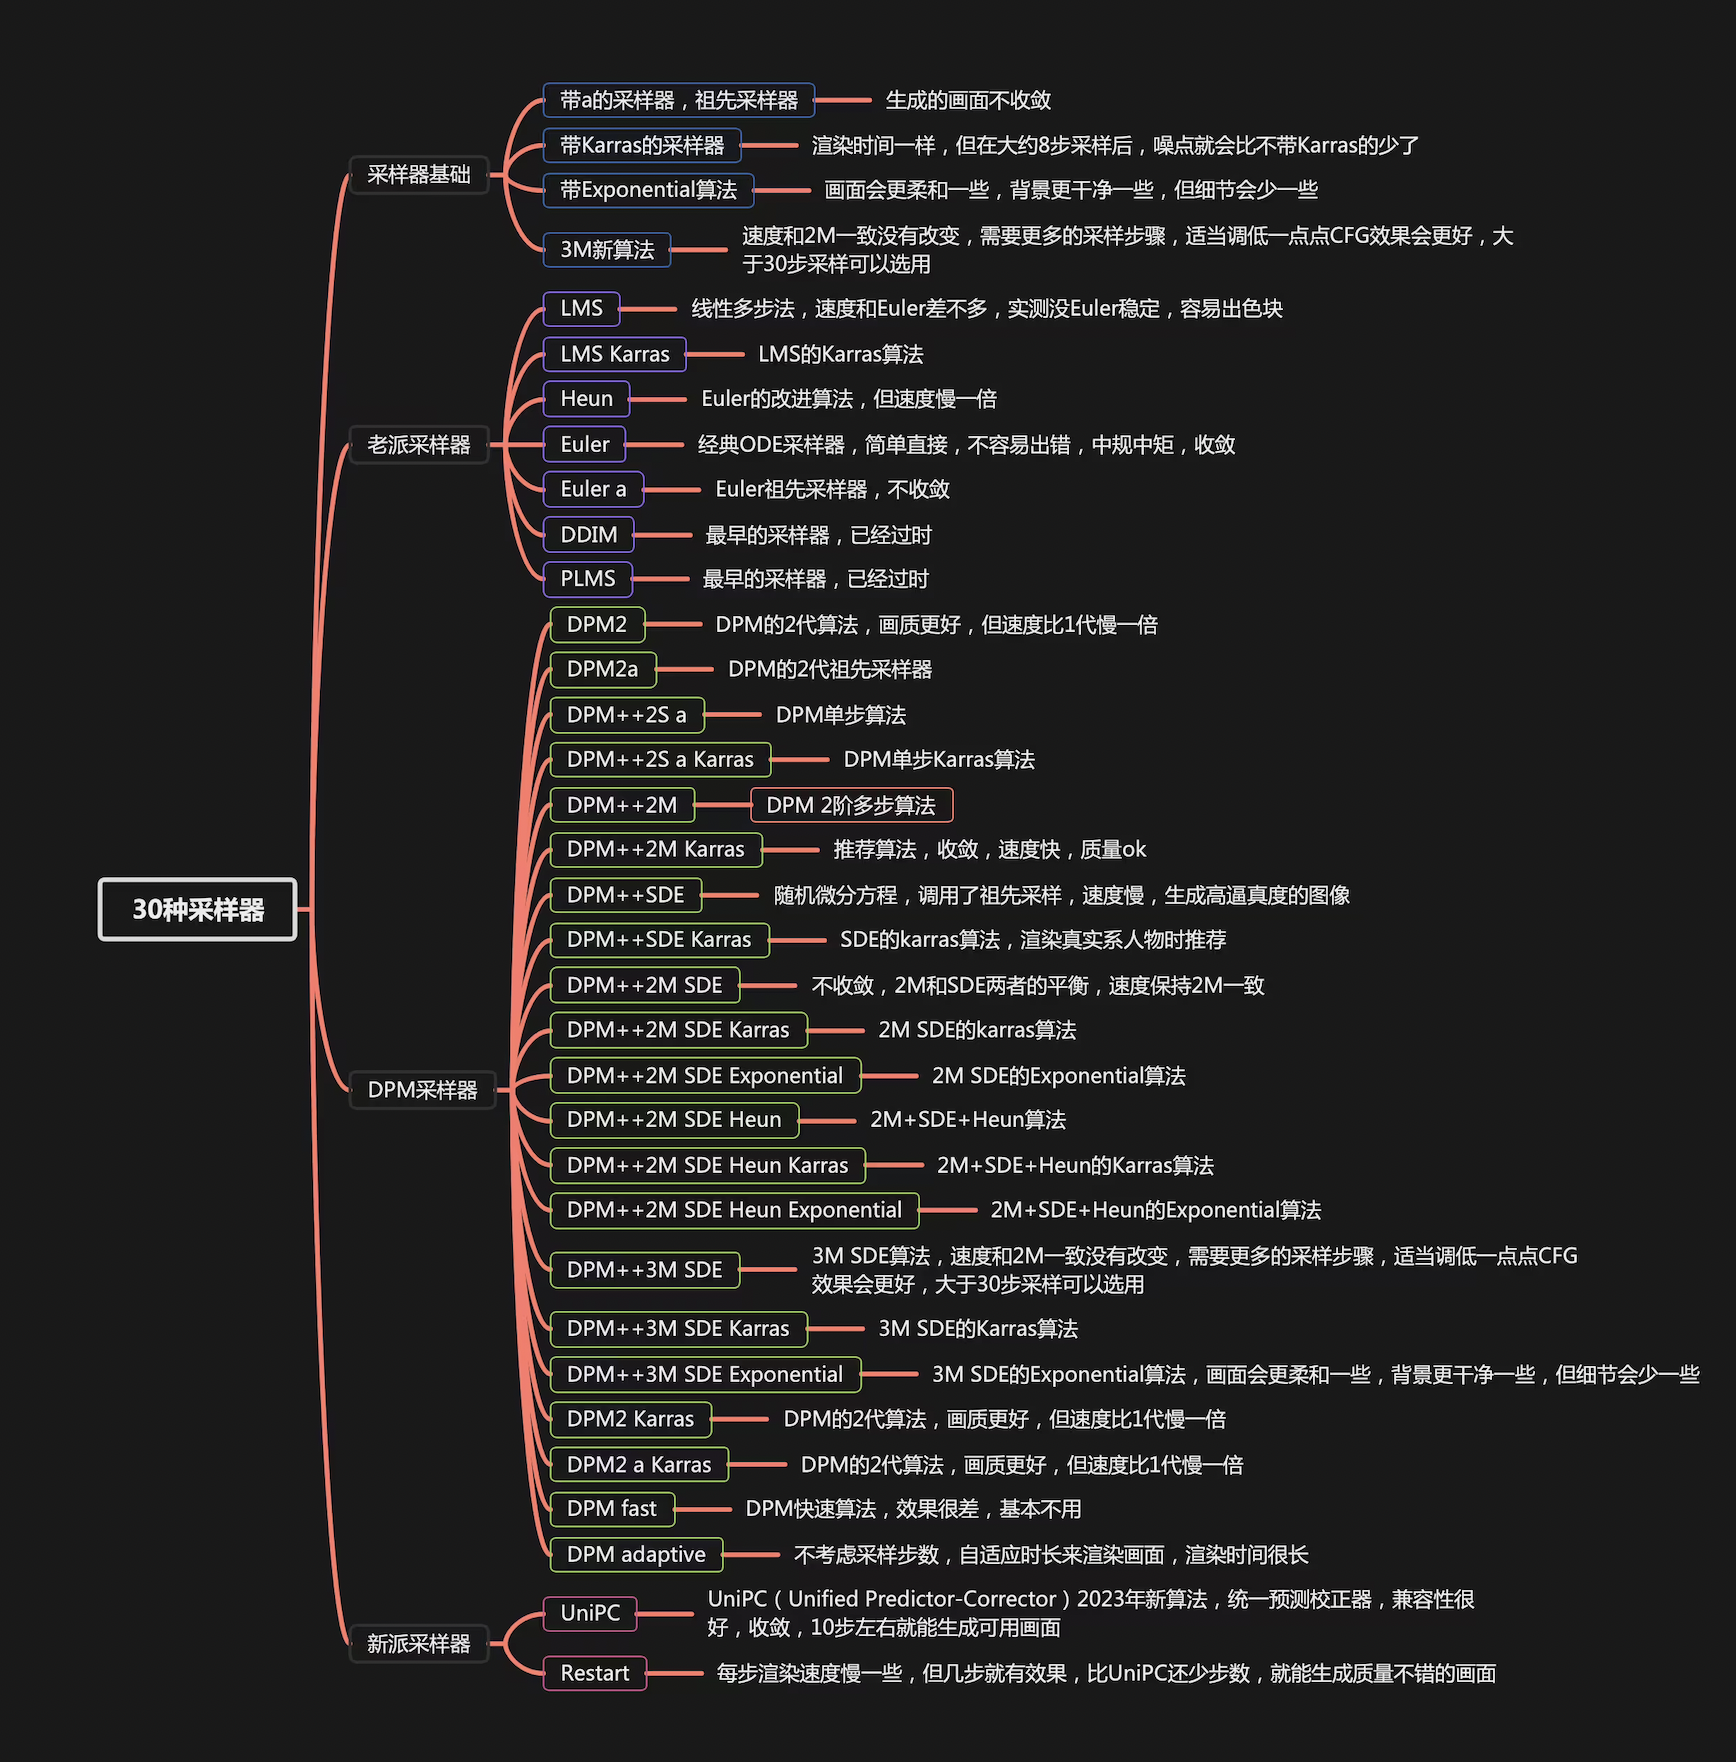 30种采样器
采样器基础
带a的采样器，祖先采样器
生成的画面不收敛
带Karras的采样器
渲染时间一样，但在大约8步采样后，噪点就会比不带Karras的少了
带Exponential算法
画面会更柔和一些，背景更干净一些，但细节会少一些
3M新算法
速度和2M一致没有改变，需要更多的采样步骤，适当调低一点点CFG效果会更好，大
于30步采样可以选用
老派采样器
LMS
线性多步法，速度和Euler差不多，实测没Euler稳定，容易出色块
LMS Karras
LMS的Karras算法
Heun
Euler的改进算法，但速度慢一倍
Euler
经典ODE采样器，简单直接，不容易出错，中规中矩，收敛
Euler a
Euler祖先采样器，不收敛
DDIM
最早的采样器，已经过时
PLMS
最早的采样器，已经过时
DPM采样器
DPM2
DPM的2代算法，画质更好，但速度比1代慢一倍
DPM2a
DPM的2代祖先采样器
DPM++2S a
DPM单步算法
DPM++2S a Karras
DPM单步Karras算法
DPM++2M
DPM 2阶多步算法
DPM++2M Karras
推荐算法，收敛，速度快，质量ok
DPM++SDE
随机微分方程，调用了祖先采样，速度慢，生成高逼真度的图像
DPM++SDE Karras
SDE的karras算法，渲染真实系人物时推荐
DPM++2M SDE
不收敛，2M和SDE两者的平衡，速度保持2M一致
DPM++2M SDE Karras
2M SDE的karras算法
DPM++2M SDE Exponential
2M SDE的Exponential算法
DPM++2M SDE Heun
2M+SDE+Heun算法
DPM++2M SDE Heun Karras
2M+SDE+Heun的Karras算法
DPM++2M SDE Heun Exponential
2M+SDE+Heun的Exponential算法
DPM++3M SDE
3M SDE算法，速度和2M一致没有改变，需要更多的采样步骤，适当调低一点点CFG
效果会更好，大于30步采样可以选用
DPM++3M SDE Karras
3M SDE的Karras算法
DPM++3M SDE Exponential
3M SDE的Exponential算法，画面会更柔和一些，背景更干净一些，但细节会少一些
DPM2 Karras
DPM的2代算法，画质更好，但速度比1代慢一倍
DPM2 a Karras
DPM的2代算法，画质更好，但速度比1代慢一倍
DPM fast
DPM快速算法，效果很差，基本不用
DPM adaptive
不考虑采样步数，自适应时长来渲染画面，渲染时间很长
新派采样器
UniPC
UniPC（Unified Predictor-Corrector）2023年新算法，统一预测校正器，兼容性很
好，收敛，10步左右就能生成可用画面
Restart
每步渲染速度慢一些，但几步就有效果，比UniPC还少步数，就能生成质量不错的画面